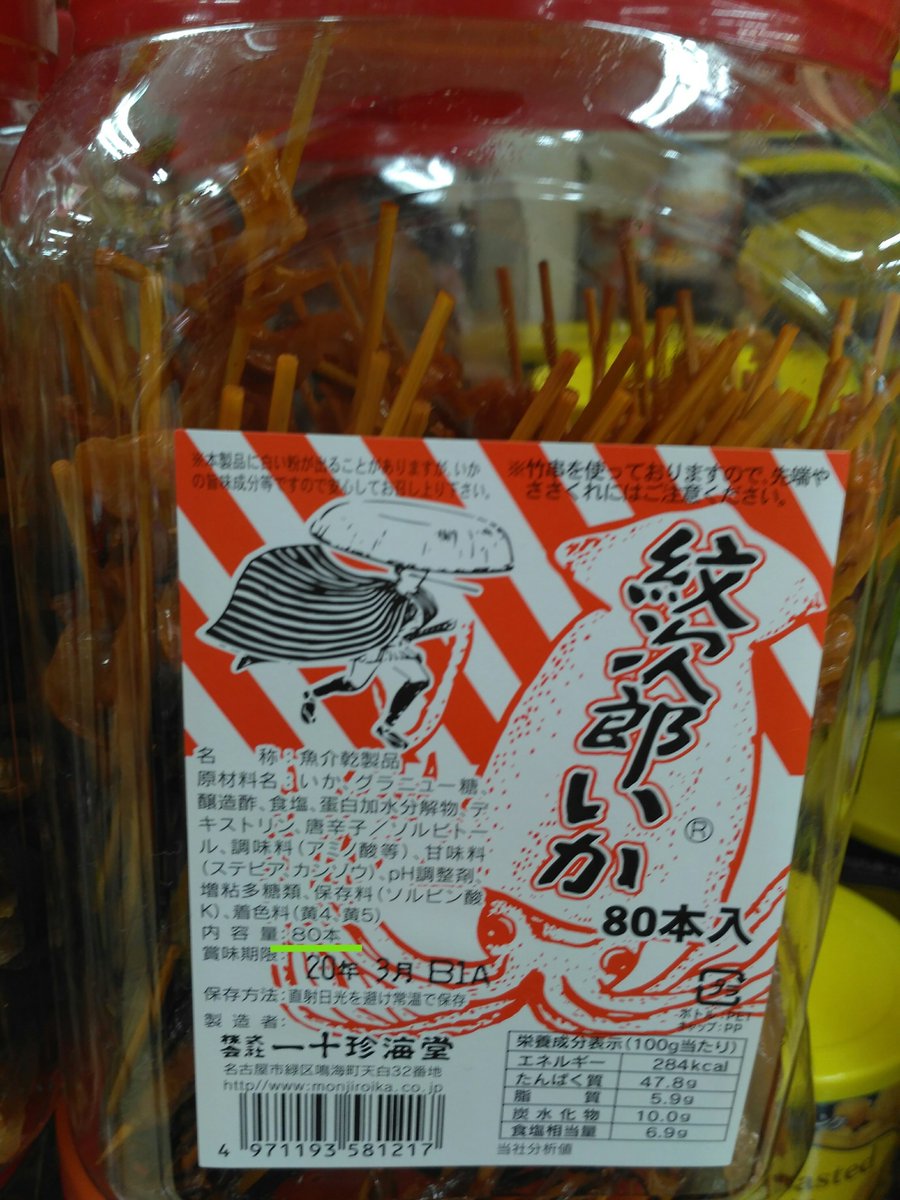 ※本製品に白い粉が出ることがありますが、いか
の旨味成分等ですので安心してお召し上り下さい。
※竹串を使っておりますので、先端や
ささくれにはご注意ください。
紋次郎いか
®
80本入
名　　称：魚介乾製品
原材料名：いか、グラニュー糖、
醸造酢、食塩、蛋白加水分解物、デ
キストリン、唐辛子／ソルビトー
ル、調味料(アミノ酸等)、甘味料
(ステビア、カンゾウ)、pH調整剤、
増粘多糖類、保存料(ソルビン酸
K)、着色料(黄4、黄5)
内 容 量：80本
賞味期限：
20年 3月 B1A
保存方法：直射日光を避け常温で保存
製 造 者：
株式会社 一十珍海堂
名古屋市緑区鳴海町天白32番地
http//www.monjiroika.co.jp
4 971193 581217
プラ
ボトル：PET
キャップ：PP
栄養成分表示(100g当たり)
エネルギー 284kcal
たんぱく質 47.8g
脂　　質 5.9g
炭水化物 10.0g
食塩相当量 6.9g
当社分析値